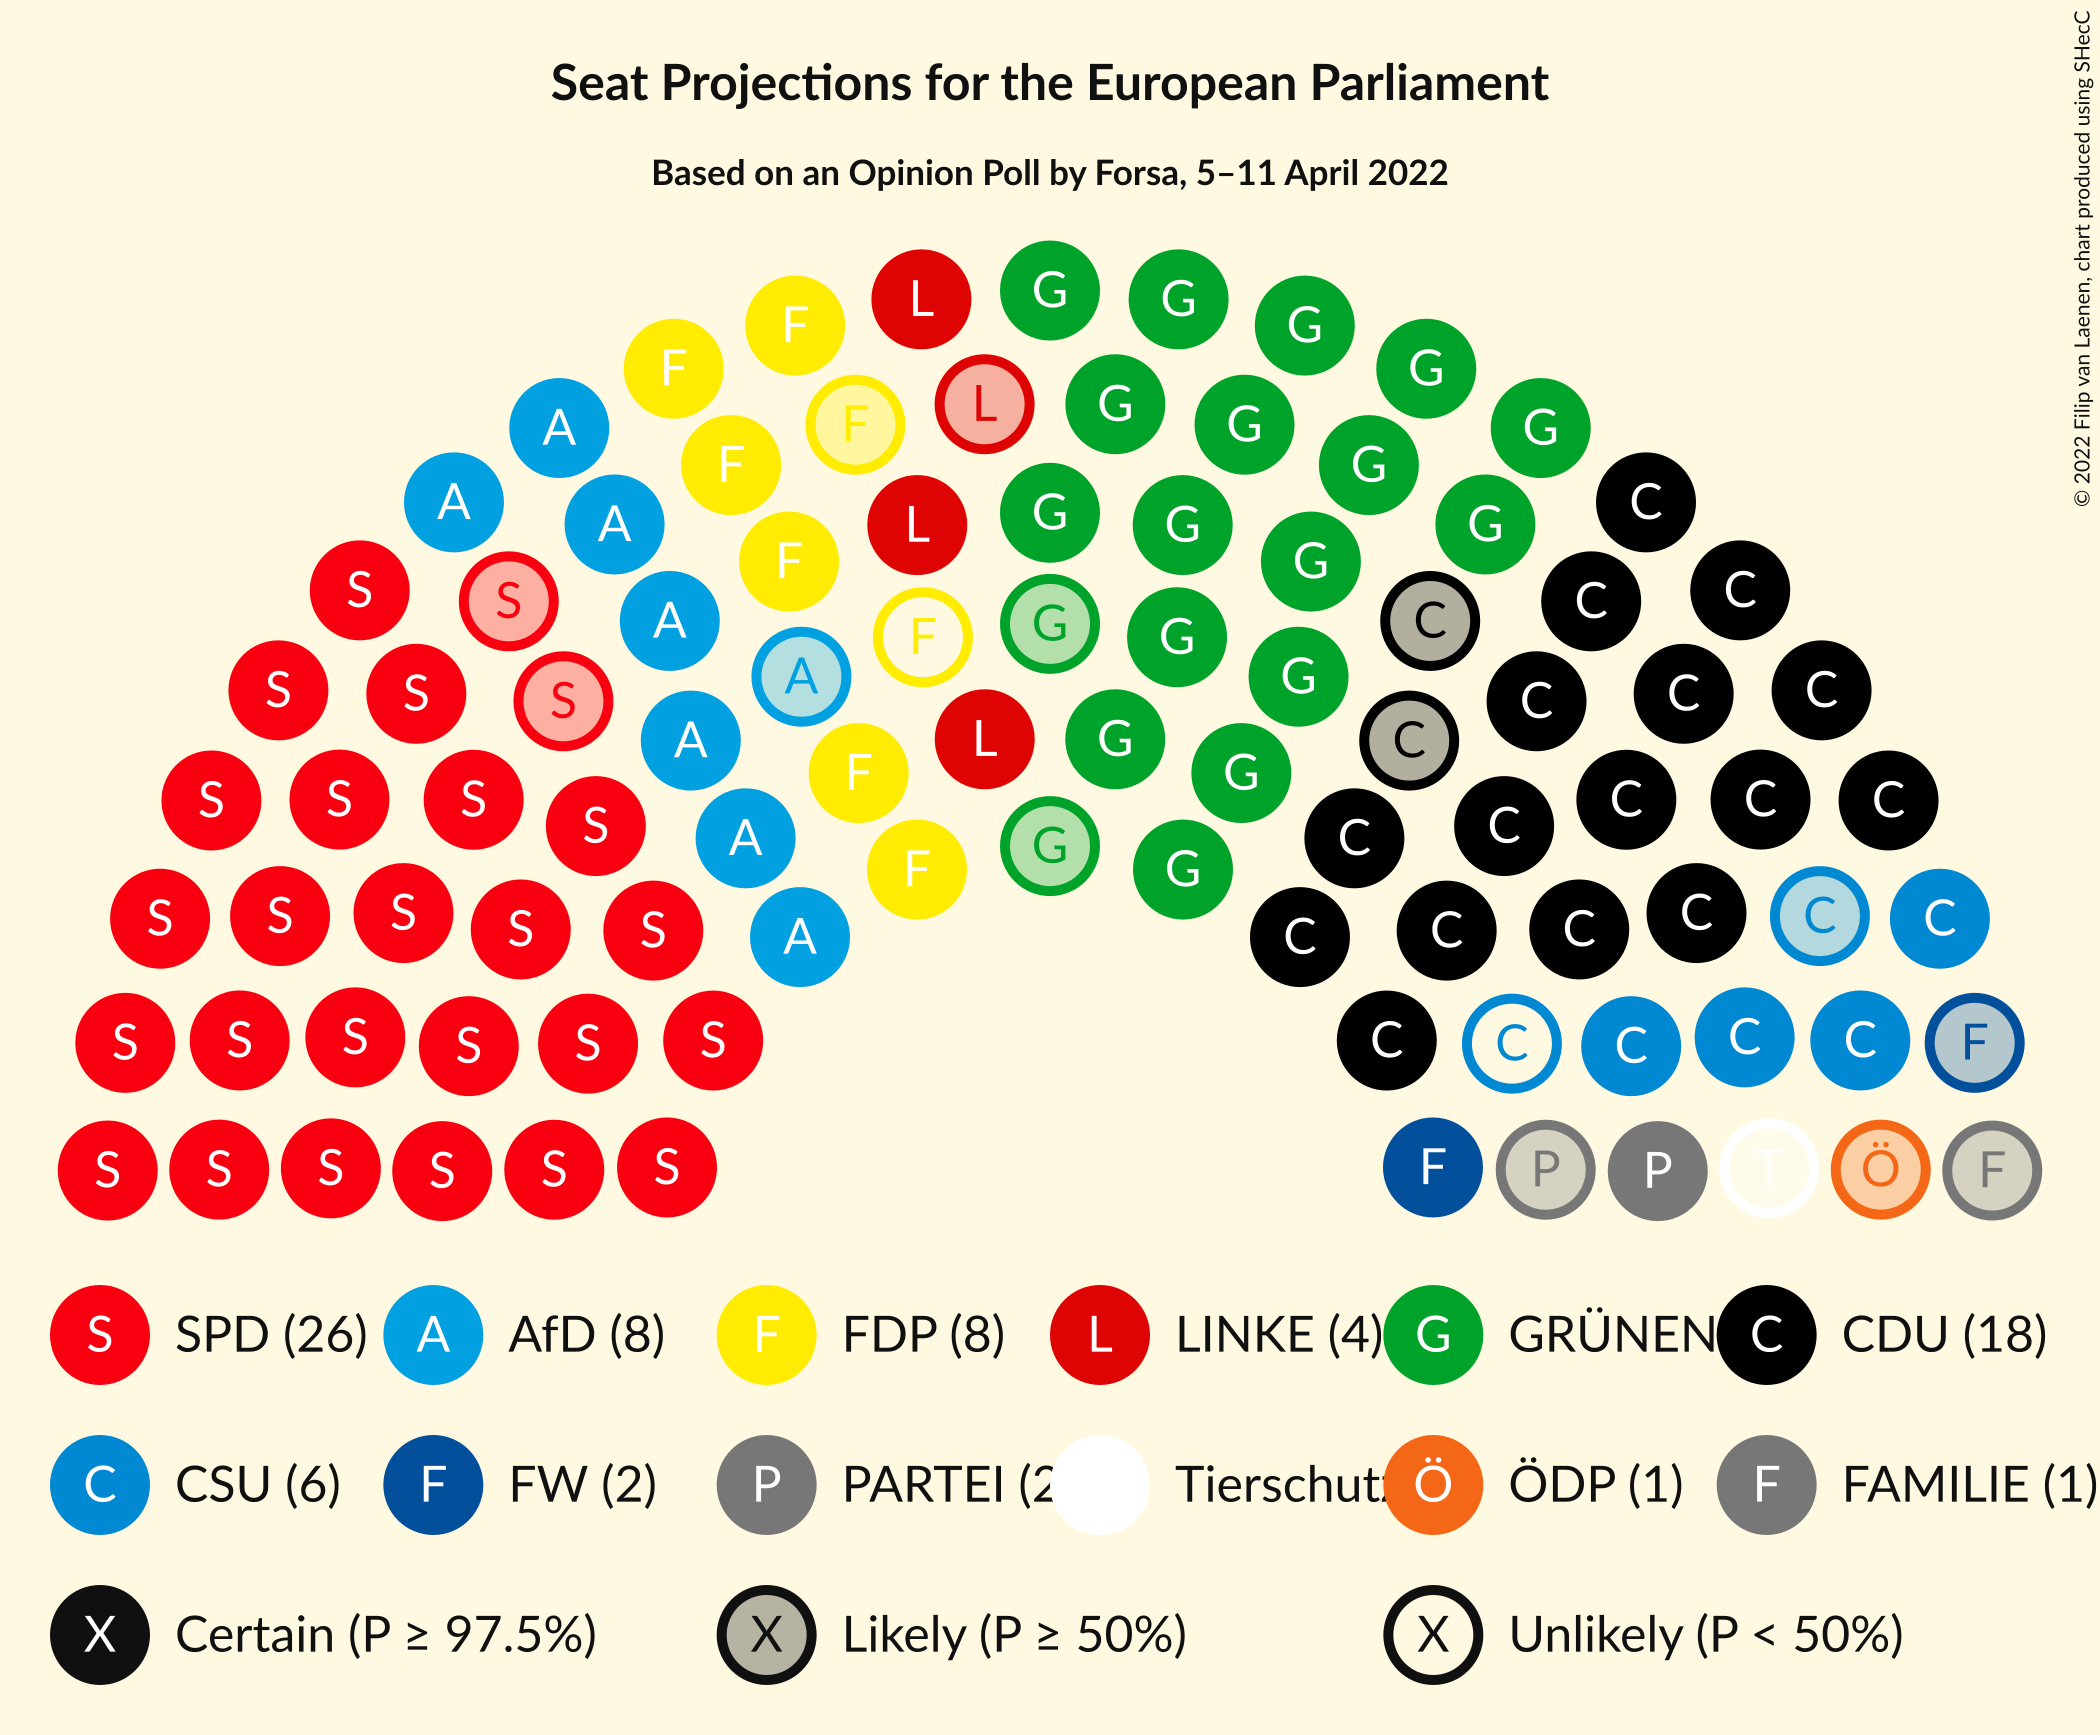 Seat Projections for the European Parliament
Based on an Opinion Poll by Forsa, 5–11 April 2022
© 2022 Filip van Laenen, chart produced using SHecC
L G G G
F F G
L G G
A F F G G
A F G G
A F L G G G C
S S A F G G C C
S S A A F G G C C C
S S S A L G C C C C
S S S S A F G C C C C C
S S S S S A F G G C C C C C C C
S S S S S S C C C C C F
S S S S S S F P P T Ö F
S SPD (26) A AfD (8) F FDP (8) L LINKE (4) G GRÜNEN C CDU (18)
C CSU (6) F FW (2) P PARTEI (2 Tierschutz Ö ÖDP (1) F FAMILIE (1)
X Certain (P ≥ 97.5%) X Likely (P ≥ 50%) X Unlikely (P < 50%)